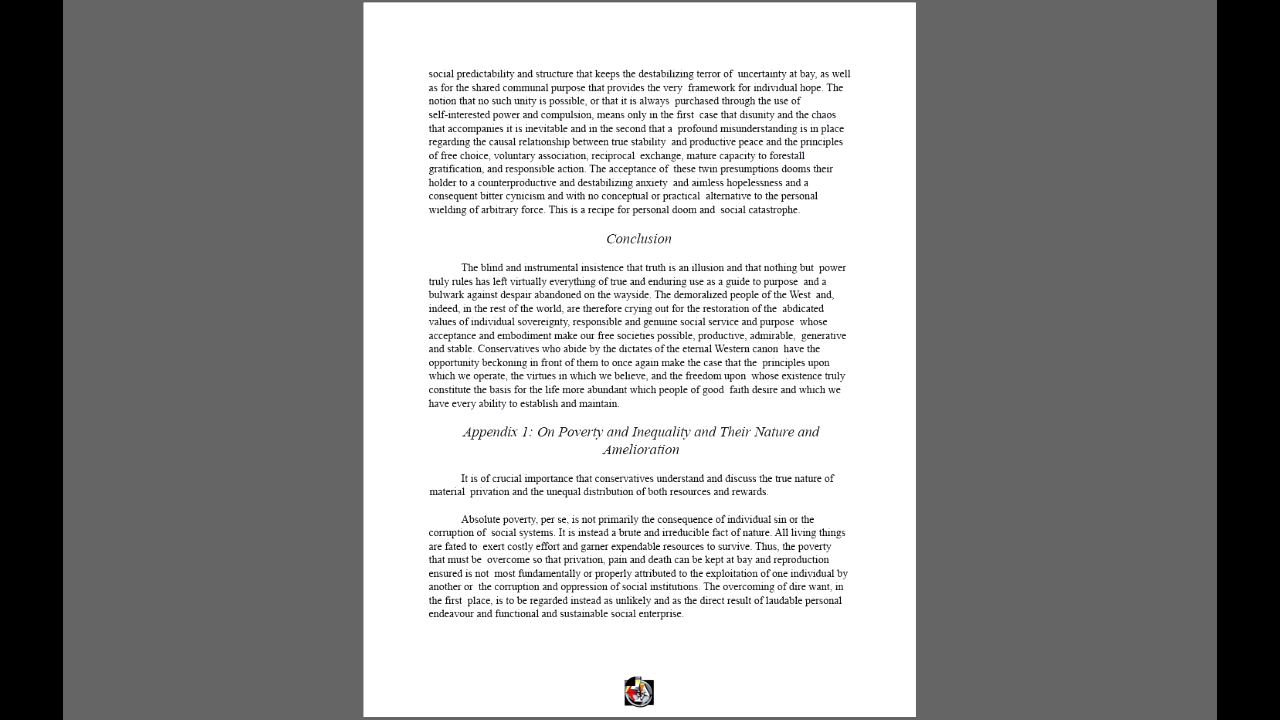 social predictability and structure that keeps the destabilizing terror of uncertainty at bay, as well
as for the shared communal purpose that provides the very framework for individual hope. The
notion that no such unity is possible, or that it is always purchased through the use of
self-interested power and compulsion, means only in the first case that disunity and the chaos
that accompanies it is inevitable and in the second that a profound misunderstanding is in place
regarding the causal relationship between true stability and productive peace and the principles
of free choice, voluntary association, reciprocal exchange, mature capacity to forestall
gratification, and responsible action. The acceptance of these twin presumptions dooms their
holder to a counterproductive and destabilizing anxiety and aimless hopelessness and a
consequent bitter cynicism and with no conceptual or practical alternative to the personal
wielding of arbitrary force. This is a recipe for personal doom and social catastrophe.
Conclusion
The blind and instrumental insistence that truth is an illusion and that nothing but power
truly rules has left virtually everything of true and enduring use as a guide to purpose and a
bulwark against despair abandoned on the wayside. The demoralized people of the West and,
indeed, in the rest of the world, are therefore crying out for the restoration of the abdicated
values of individual sovereignty, responsible and genuine social service and purpose whose
acceptance and embodiment make our free societies possible, productive, admirable, generative
and stable. Conservatives who abide by the dictates of the eternal Western canon have the
opportunity beckoning in front of them to once again make the case that the principles upon
which we operate, the virtues in which we believe, and the freedom upon whose existence truly
constitute the basis for the life more abundant which people of good faith desire and which we
have every ability to establish and maintain.
Appendix 1: On Poverty and Inequality and Their Nature and
Amelioration
It is of crucial importance that conservatives understand and discuss the true nature of
material privation and the unequal distribution of both resources and rewards.
Absolute poverty, per se, is not primarily the consequence of individual sin or the
corruption of social systems. It is instead a brute and irreducible fact of nature. All living things
are fated to exert costly effort and garner expendable resources to survive. Thus, the poverty
that must be overcome so that privation, pain and death can be kept at bay and reproduction
ensured is not most fundamentally or properly attributed to the exploitation of one individual by
another or the corruption and oppression of social institutions. The overcoming of dire want, in
the first place, is to be regarded instead as unlikely and as the direct result of laudable personal
endeavour and functional and sustainable social enterprise.